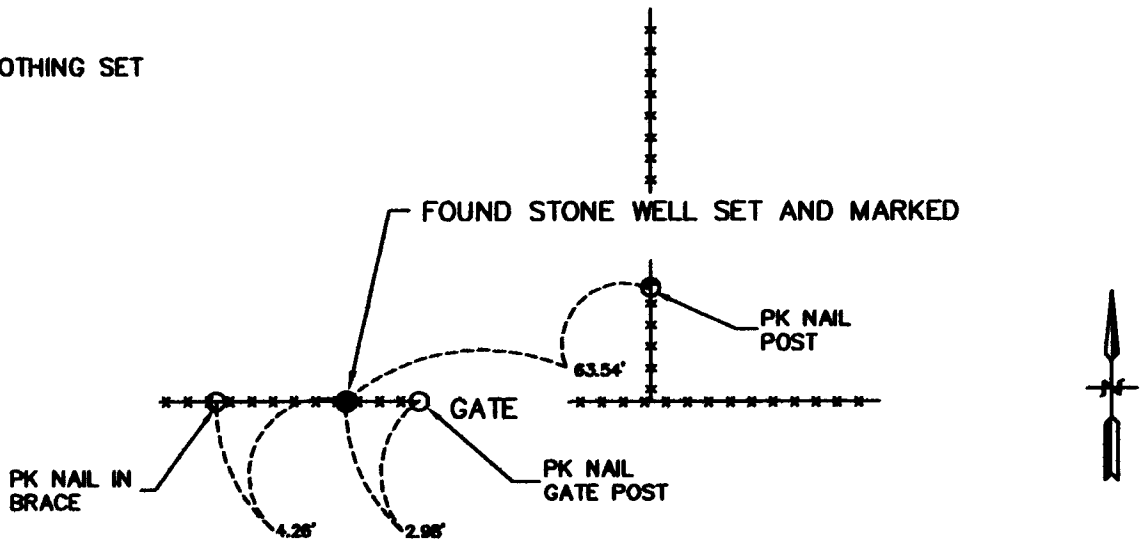 OTHING SET
FOUND STONE WELL SET AND MARKED
PK NAIL
POST
63.54'
GATE
PK NAIL IN
BRACE
PK NAIL
GATE POST
4.26'
2.98'
N